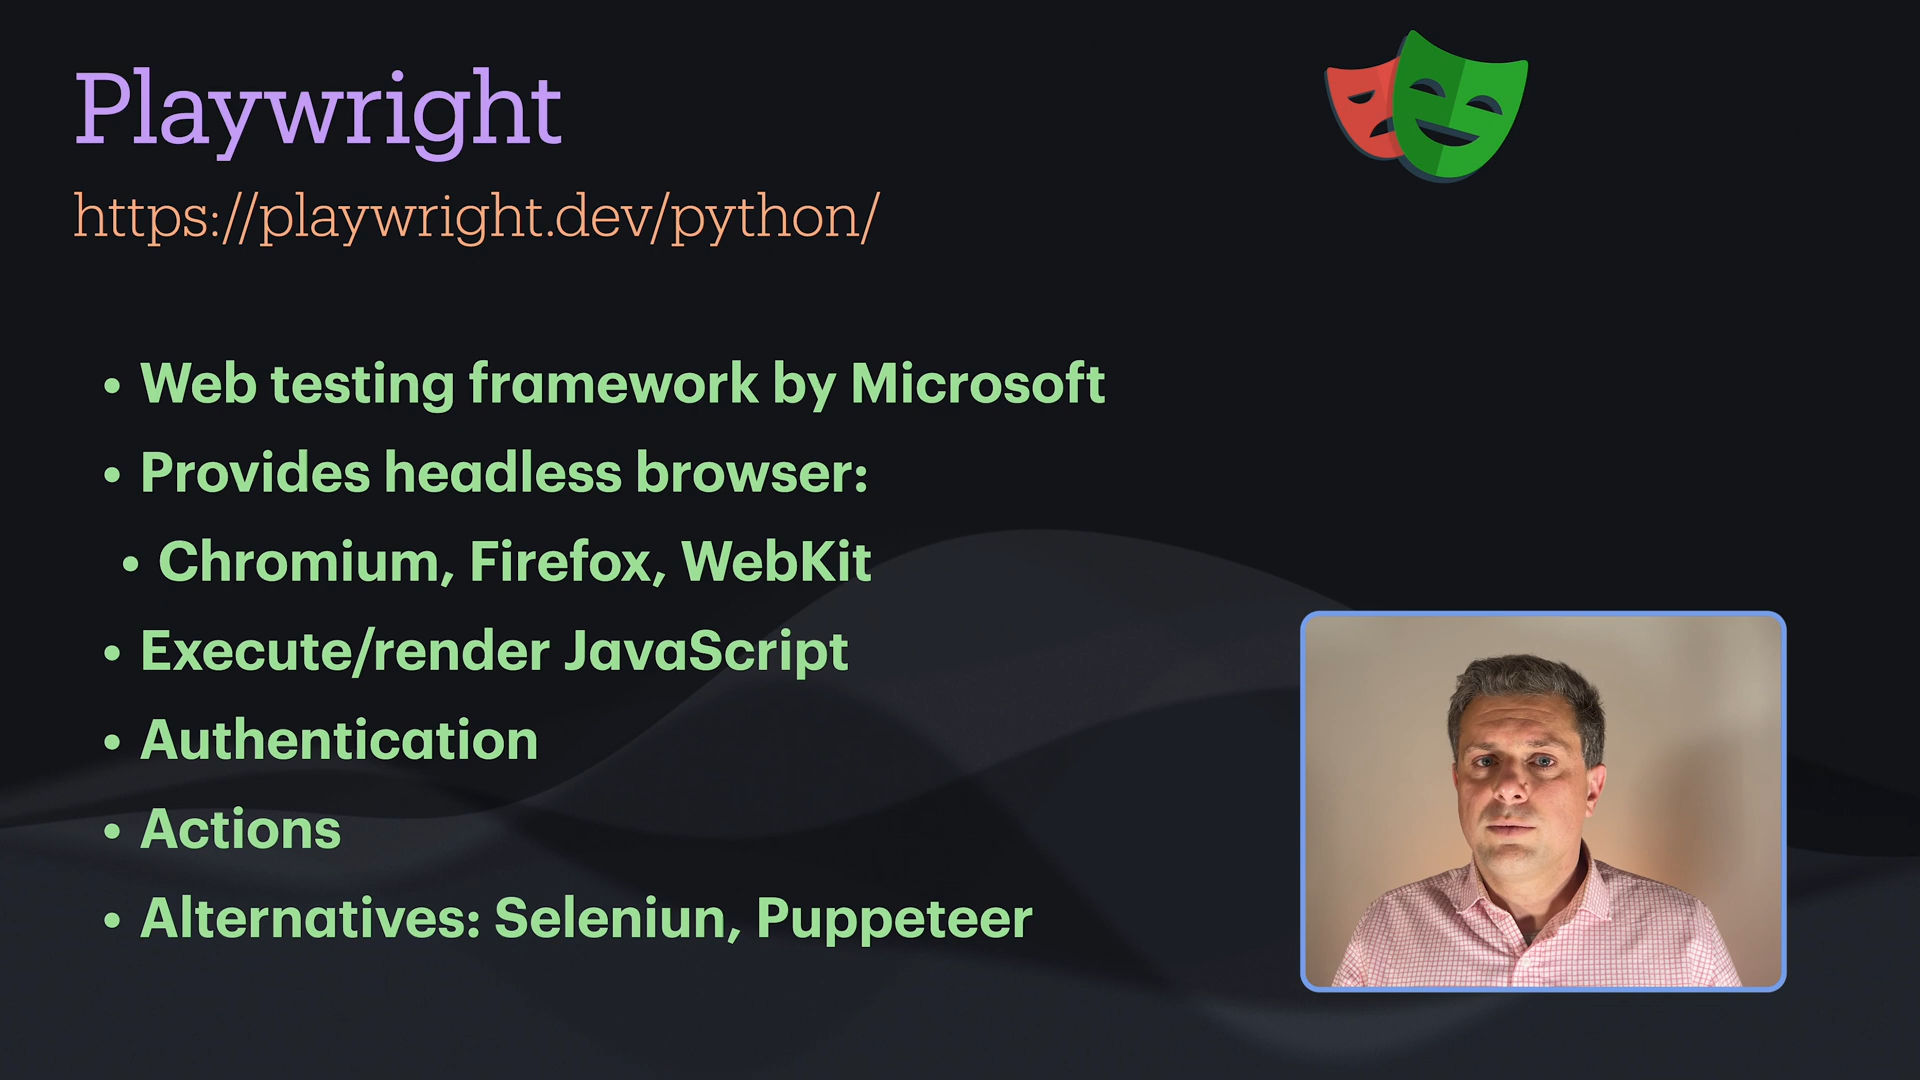 Playwright
https://playwright.dev/python/
• Web testing framework by Microsoft
• Provides headless browser:
• Chromium, Firefox, WebKit
• Execute/render JavaScript
• Authentication
• Actions
• Alternatives: Seleniun, Puppeteer